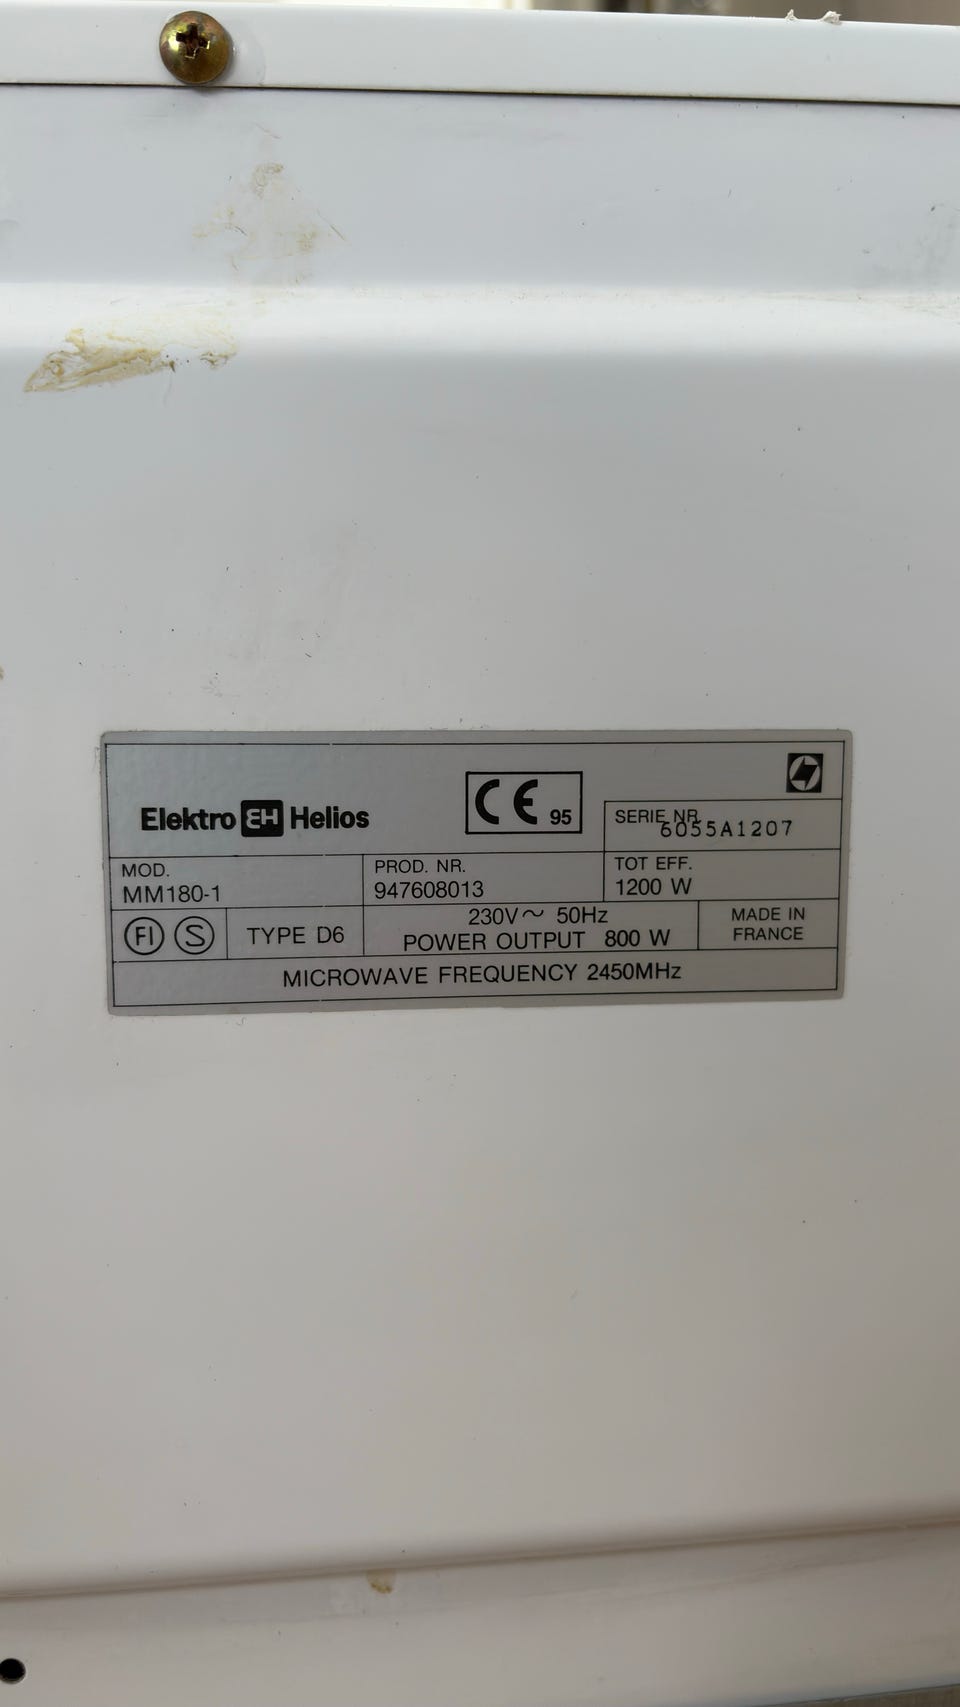 Elektro EH Helios
CE 95
SERIE NR.
6055A1207
MOD.
MM180-1
PROD. NR.
947608013
TOT EFF.
1200 W
FI S
TYPE D6
230V~ 50Hz
POWER OUTPUT 800 W
MADE IN
FRANCE
MICROWAVE FREQUENCY 2450MHz